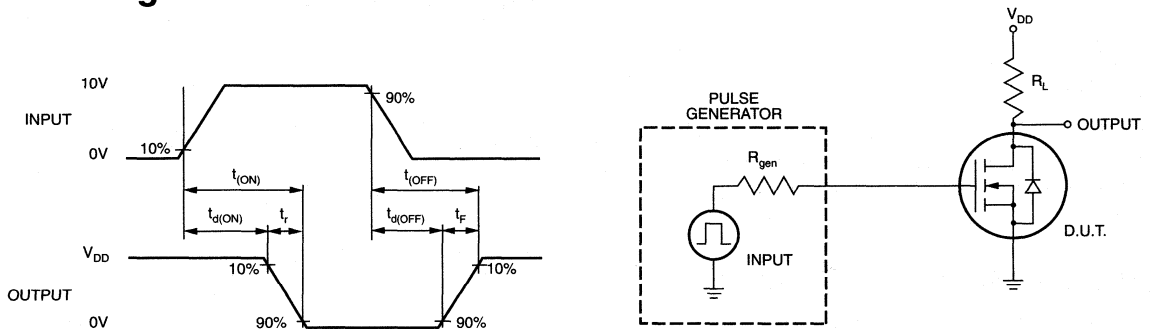 g
10V
INPUT
0V
10%
90%
t(ON)
t(OFF)
td(ON)
tr
td(OFF)
tF
VDD
OUTPUT
0V
10%
90%
90%
10%
PULSE
GENERATOR
Rgen
INPUT
VDD
RL
OUTPUT
D.U.T.